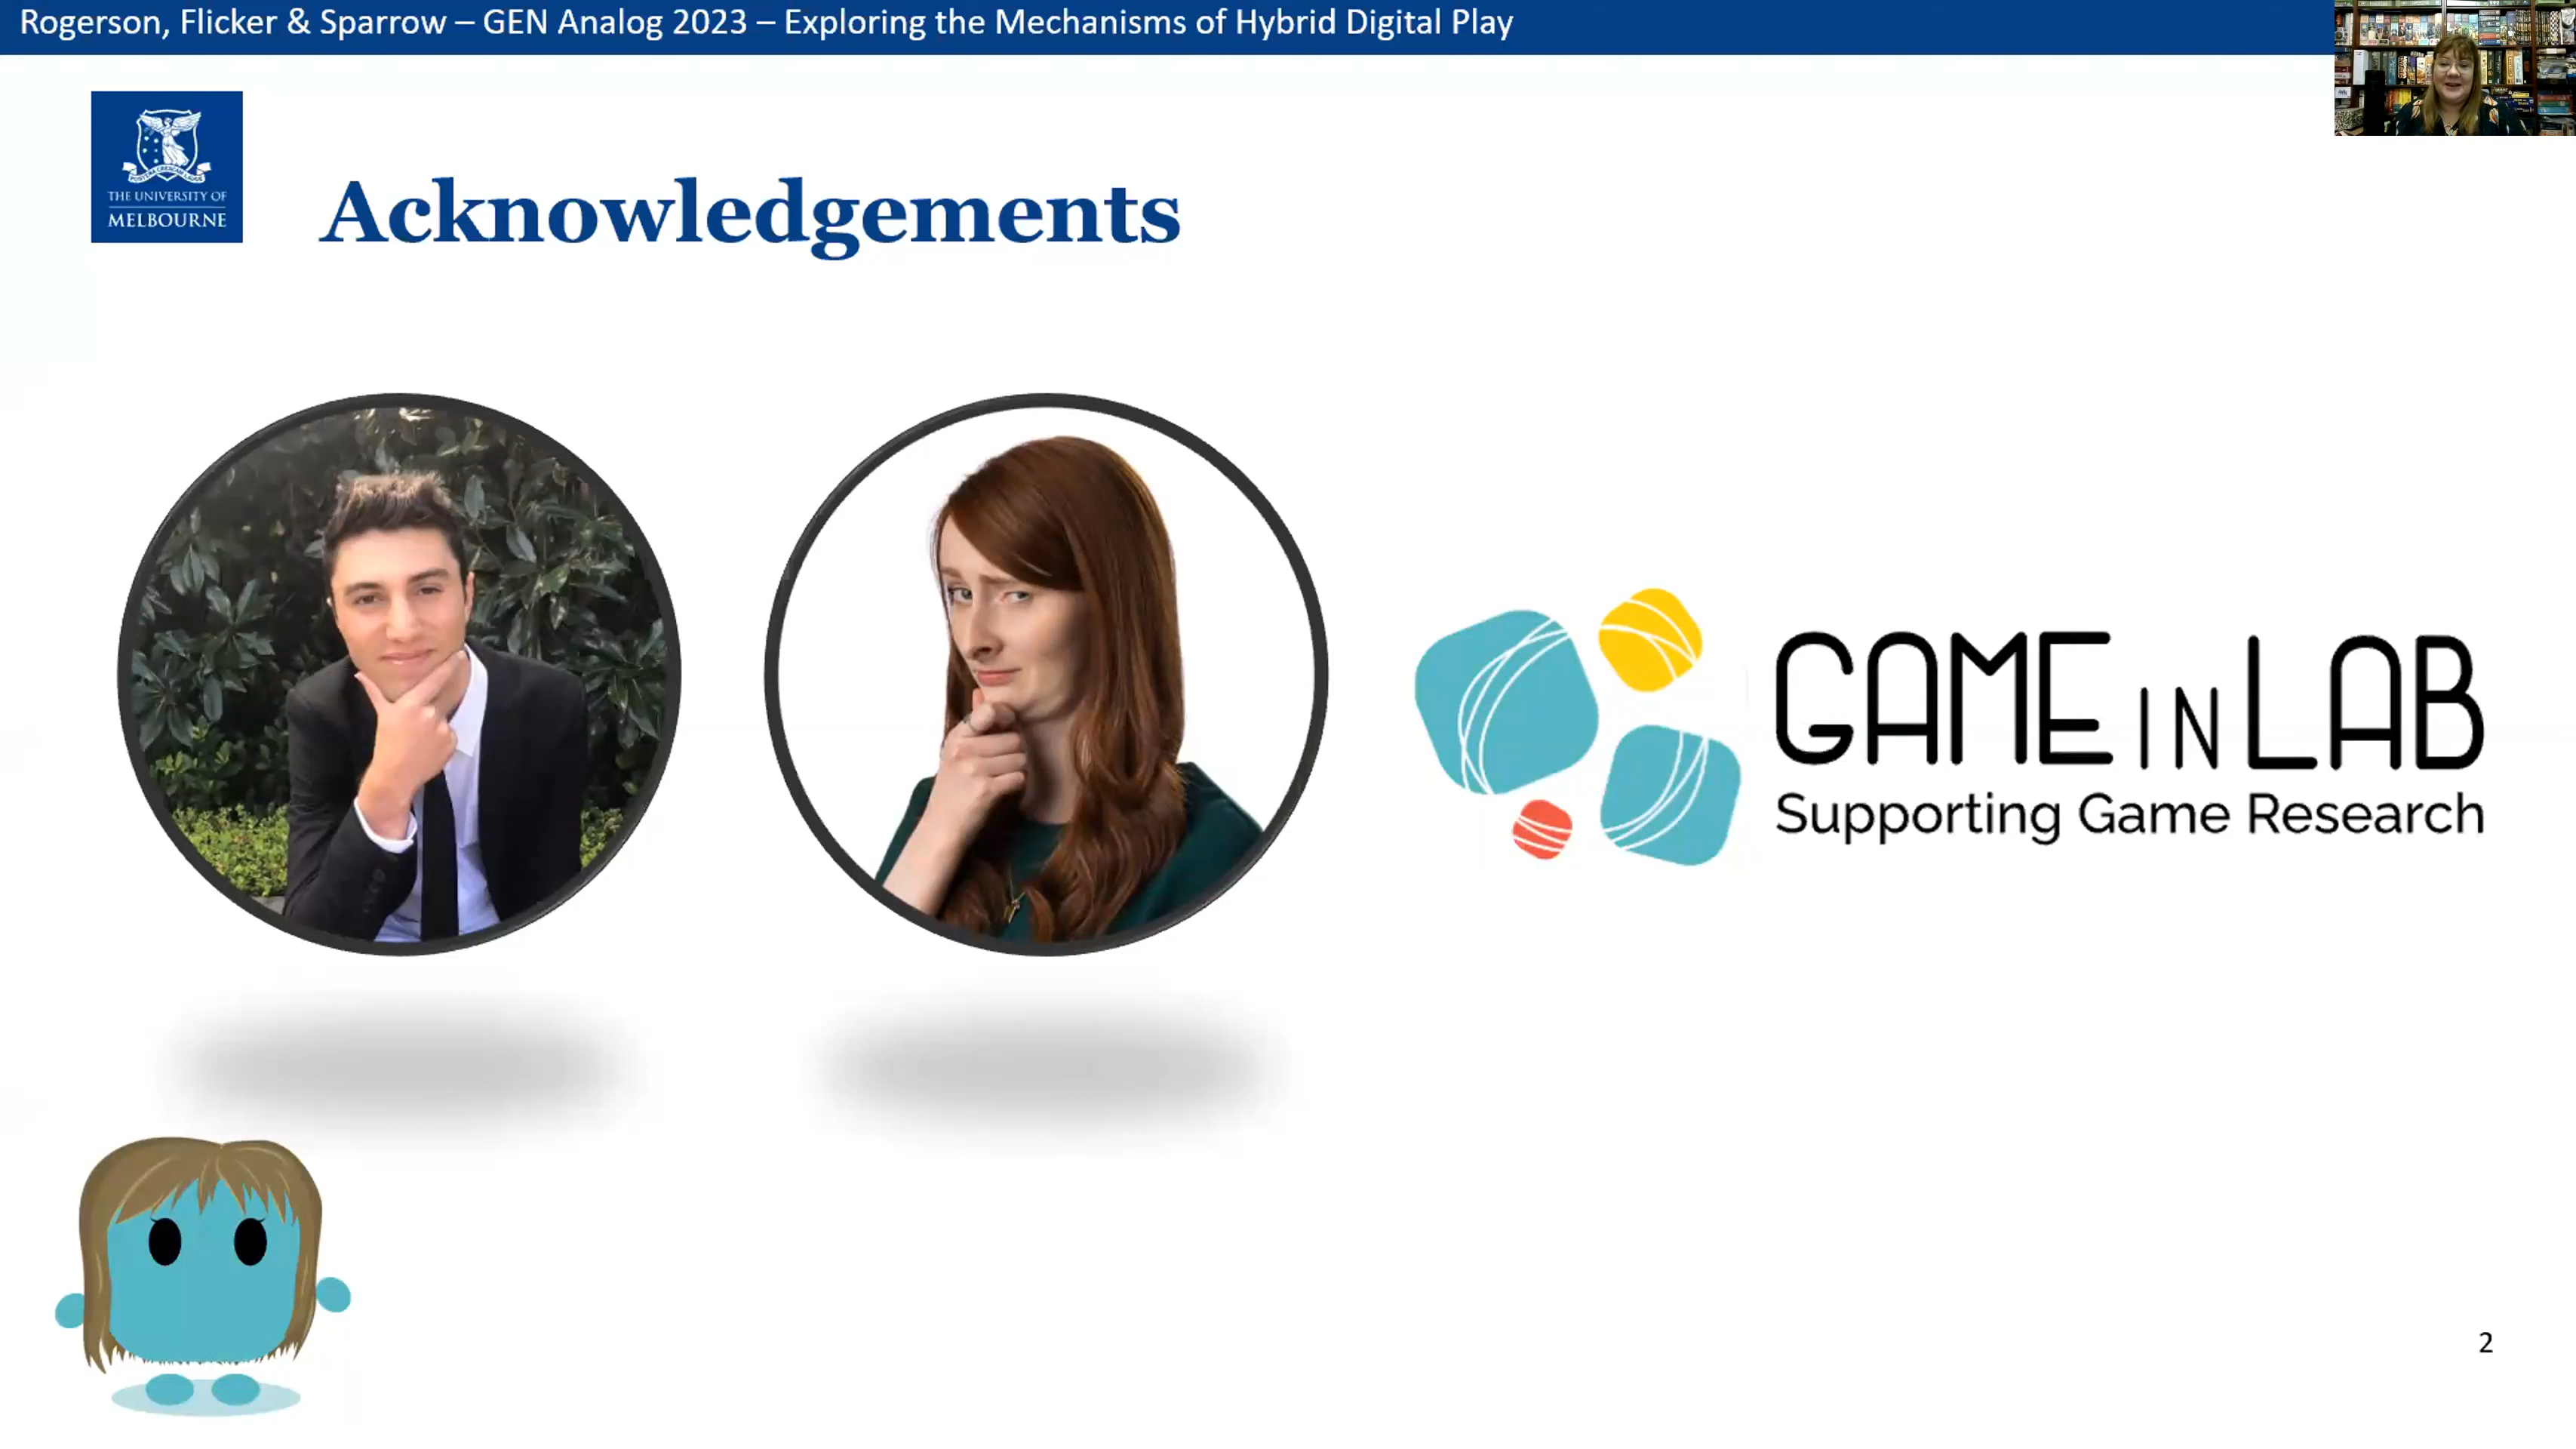 Rogerson, Flicker & Sparrow – GEN Analog 2023 – Exploring the Mechanisms of Hybrid Digital Play
THE UNIVERSITY OF
MELBOURNE
Acknowledgements
GAME IN LAB
Supporting Game Research
2